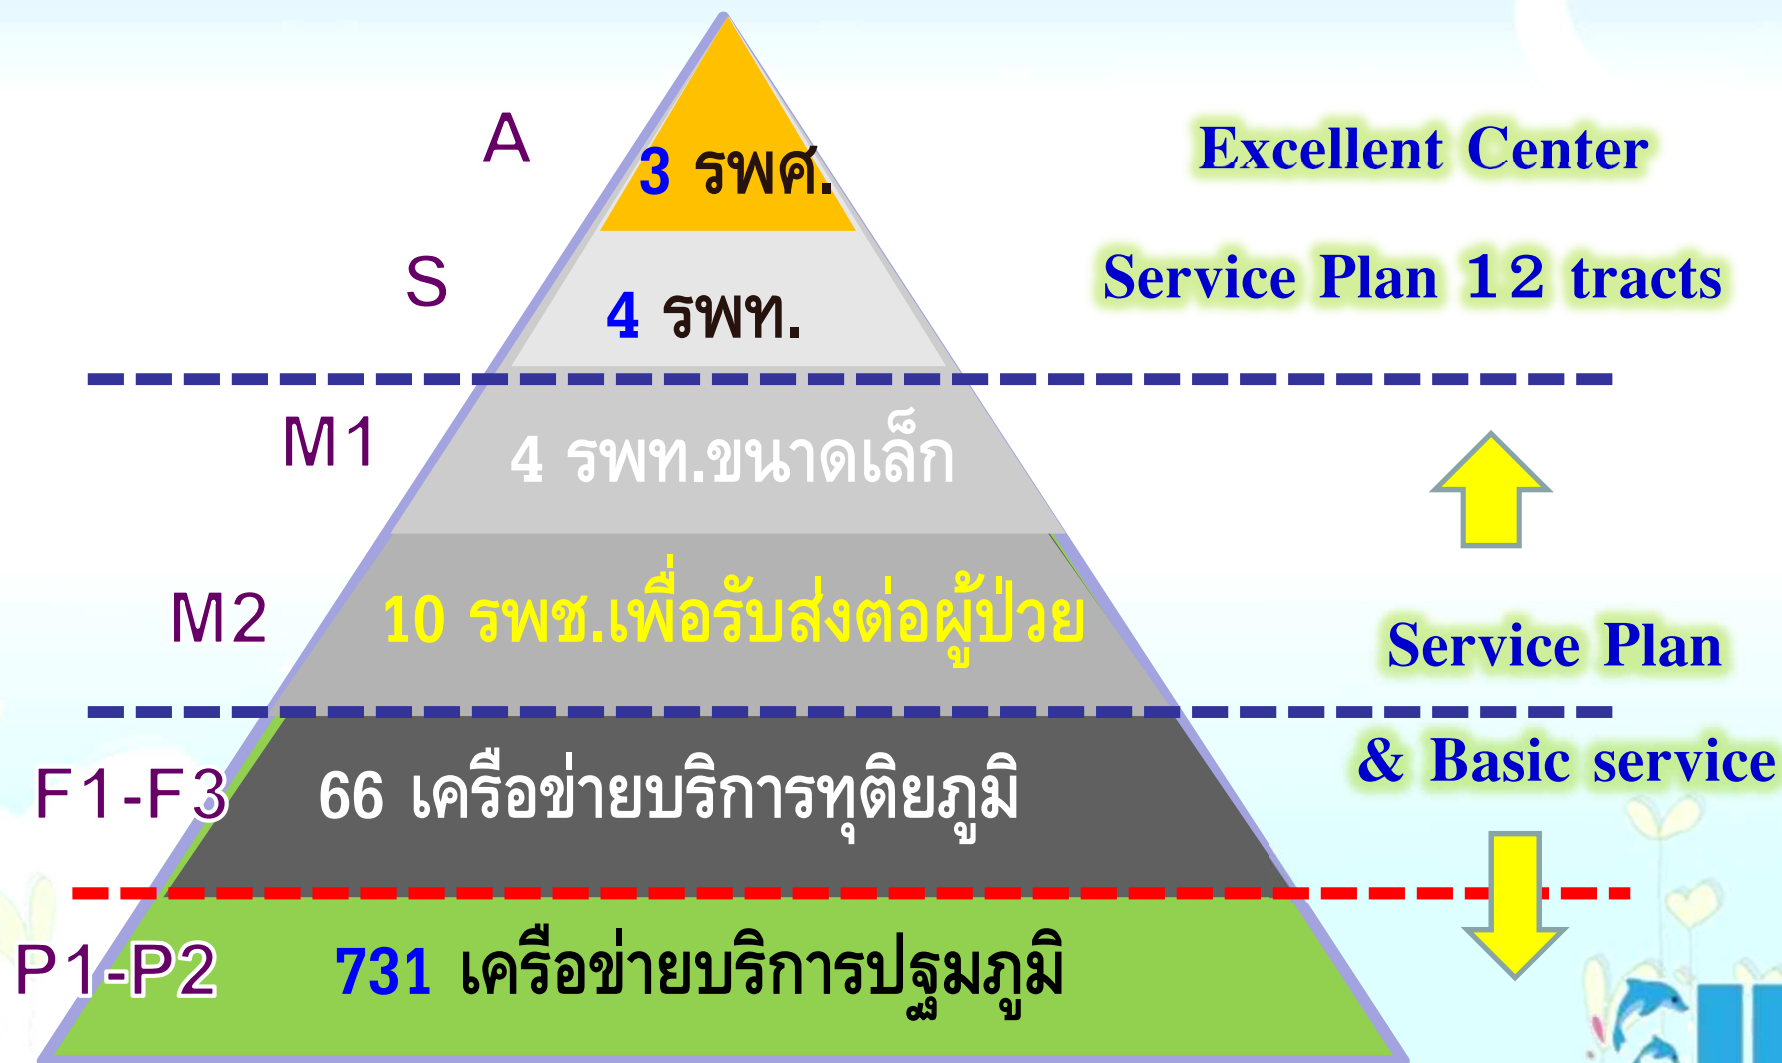 A
3 รพศ.
Excellent Center
S
4 รพท.
Service Plan 12 tracts
M1
4 รพท.ขนาดเล็ก
M2
10 รพช.เพื่อรับส่งต่อผู้ป่วย
Service Plan
F1-F3
66 เครือข่ายบริการทุติยภูมิ
& Basic service
P1-P2
731 เครือข่ายบริการปฐมภูมิ